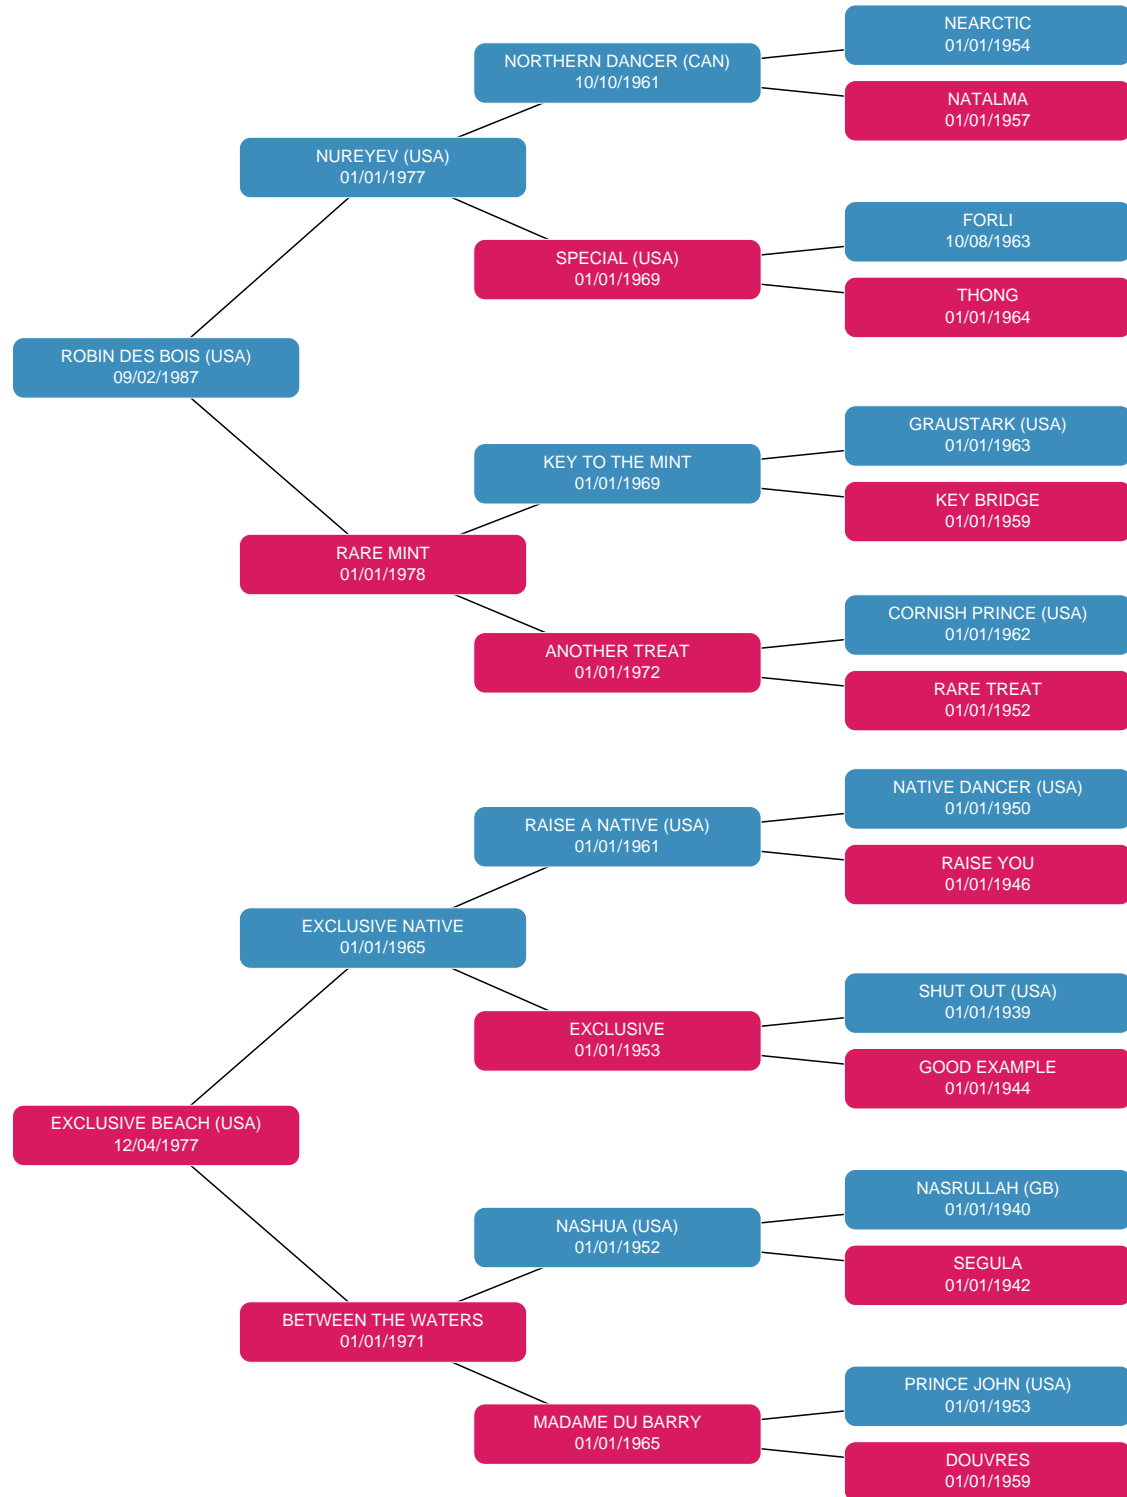 NEARCTIC
01/01/1954
NORTHERN DANCER (CAN)
10/10/1961
NATALMA
01/01/1957
NUREYEV (USA)
01/01/1977
FORLI
10/08/1963
SPECIAL (USA)
01/01/1969
THONG
01/01/1964
ROBIN DES BOIS (USA)
09/02/1987
GRAUSTARK (USA)
01/01/1963
KEY TO THE MINT
01/01/1969
KEY BRIDGE
01/01/1959
RARE MINT
01/01/1978
CORNISH PRINCE (USA)
01/01/1962
ANOTHER TREAT
01/01/1972
RARE TREAT
01/01/1952
NATIVE DANCER (USA)
01/01/1950
RAISE A NATIVE (USA)
01/01/1961
RAISE YOU
01/01/1946
EXCLUSIVE NATIVE
01/01/1965
SHUT OUT (USA)
01/01/1939
EXCLUSIVE
01/01/1953
GOOD EXAMPLE
01/01/1944
EXCLUSIVE BEACH (USA)
12/04/1977
NASRULLAH (GB)
01/01/1940
NASHUA (USA)
01/01/1952
SEGULA
01/01/1942
BETWEEN THE WATERS
01/01/1971
PRINCE JOHN (USA)
01/01/1953
MADAME DU BARRY
01/01/1965
DOUVRES
01/01/1959